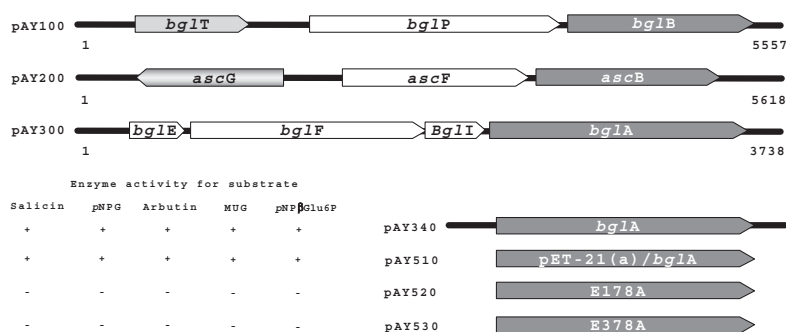 pAY100 bglT bglP bglB
1 5557
pAY200 ascG ascF ascB
1 5618
pAY300 bglE bglF BglI bglA
1 3738
Enzyme activity for substrate
Salicin pNPG Arbutin MUG pNPβGlu6P
+ + + + + pAY340 bglA
+ + + + + pAY510 pET-21(a)/bglA
- - - - - pAY520 E178A
- - - - - pAY530 E378A